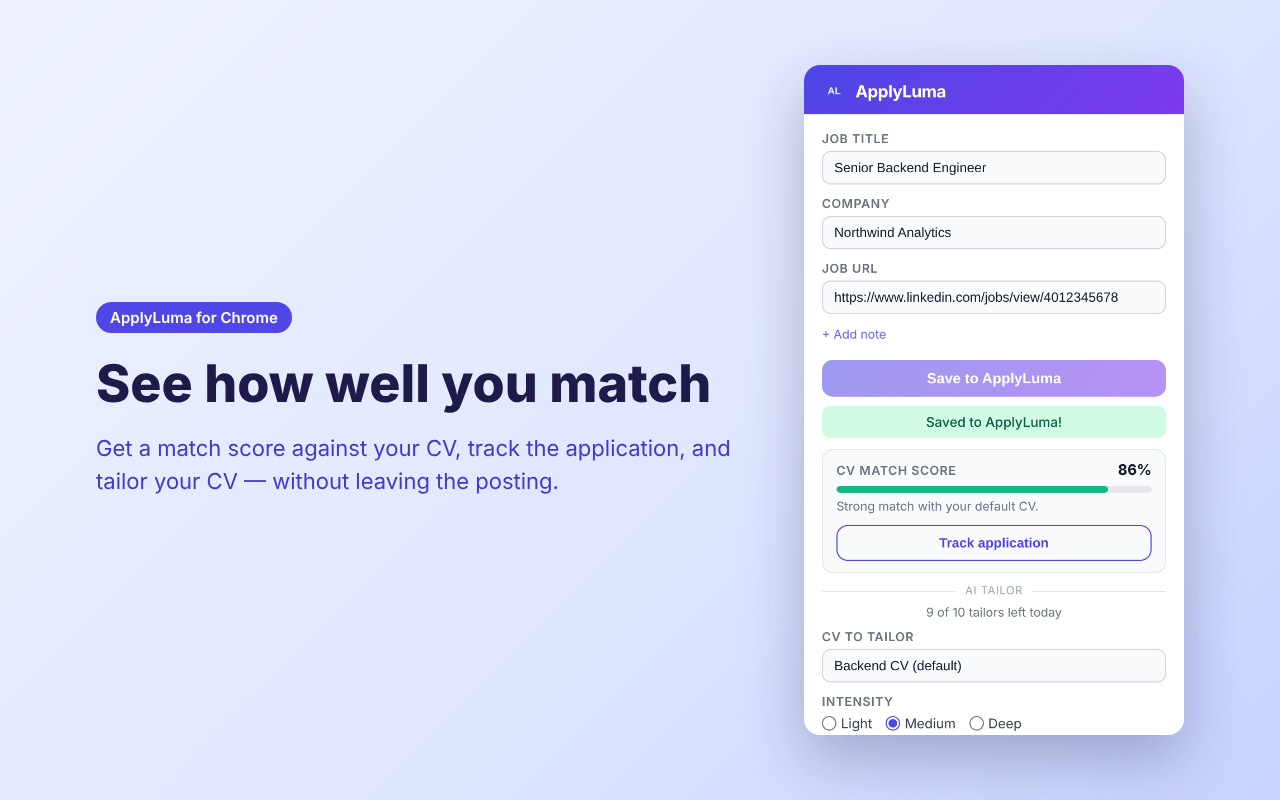 ApplyLuma for Chrome
See how well you match
Get a match score against your CV, track the application, and
tailor your CV — without leaving the posting.
AL ApplyLuma
JOB TITLE
Senior Backend Engineer
COMPANY
Northwind Analytics
JOB URL
https://www.linkedin.com/jobs/view/4012345678
+ Add note
Save to ApplyLuma
Saved to ApplyLuma!
CV MATCH SCORE 86%
Strong match with your default CV.
Track application
AI TAILOR
9 of 10 tailors left today
CV TO TAILOR
Backend CV (default)
INTENSITY
Light Medium Deep